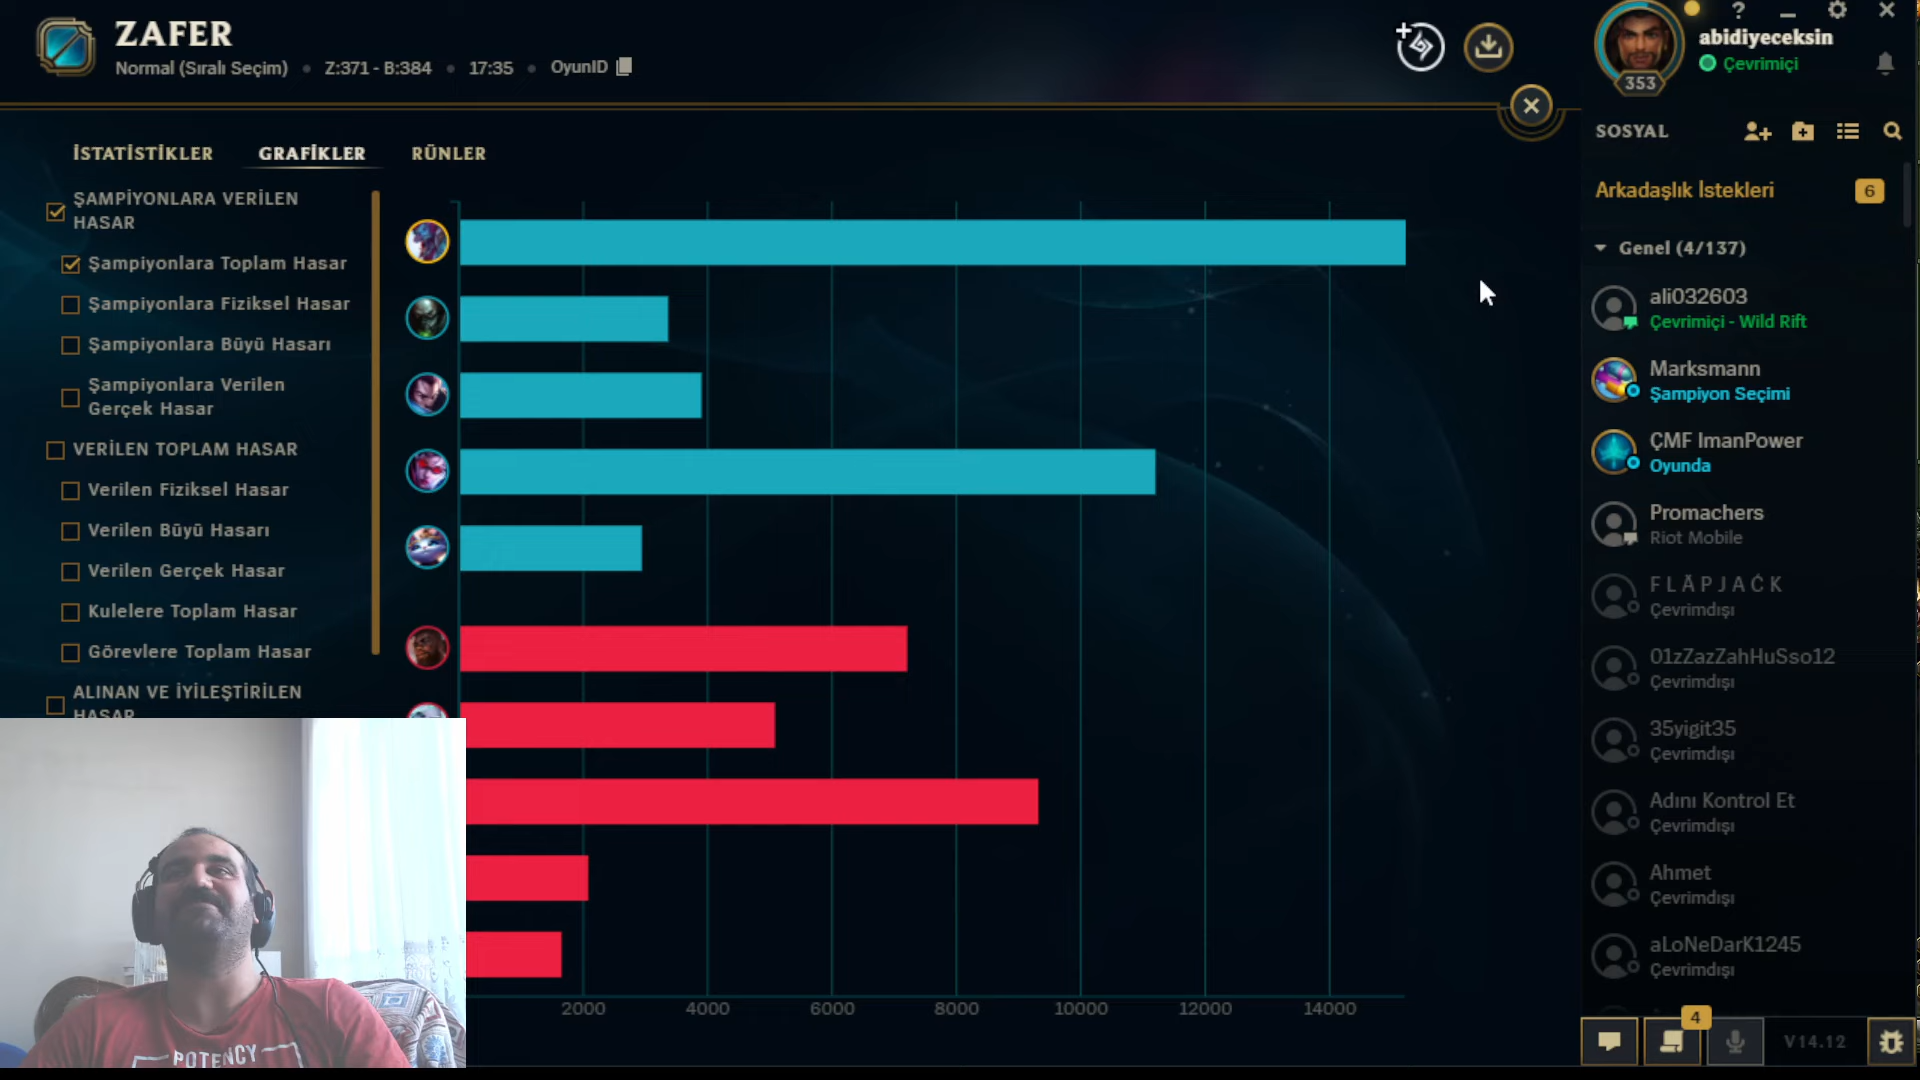 ZAFER
Normal (Sıralı Seçim) • Z:371 - B:384 • 17:35 • OyunID
İSTATİSTİKLER GRAFİKLER RÜNLER
ŞAMPİYONLARA VERİLEN
HASAR
Şampiyonlara Toplam Hasar
Şampiyonlara Fiziksel Hasar
Şampiyonlara Büyü Hasarı
Şampiyonlara Verilen
Gerçek Hasar
VERİLEN TOPLAM HASAR
Verilen Fiziksel Hasar
Verilen Büyü Hasarı
Verilen Gerçek Hasar
Kulelere Toplam Hasar
Görevlere Toplam Hasar
ALINAN VE İYİLEŞTİRİLEN
HASAR
2000 4000 6000 8000 10000 12000 14000
POTENCY
?
abidiyeceksin
Çevrimiçi
353
SOSYAL
Arkadaşlık İstekleri 6
Genel (4/137)
ali032603
Çevrimiçi - Wild Rift
Marksmann
Şampiyon Seçimi
ÇMF ImanPower
Oyunda
Promachers
Riot Mobile
F L Å P J A Ć K
Çevrimdışı
01zZazZahHuSso12
Çevrimdışı
35yigit35
Çevrimdışı
Adını Kontrol Et
Çevrimdışı
Ahmet
Çevrimdışı
aLoNeDarK1245
Çevrimdışı
4
V14.12